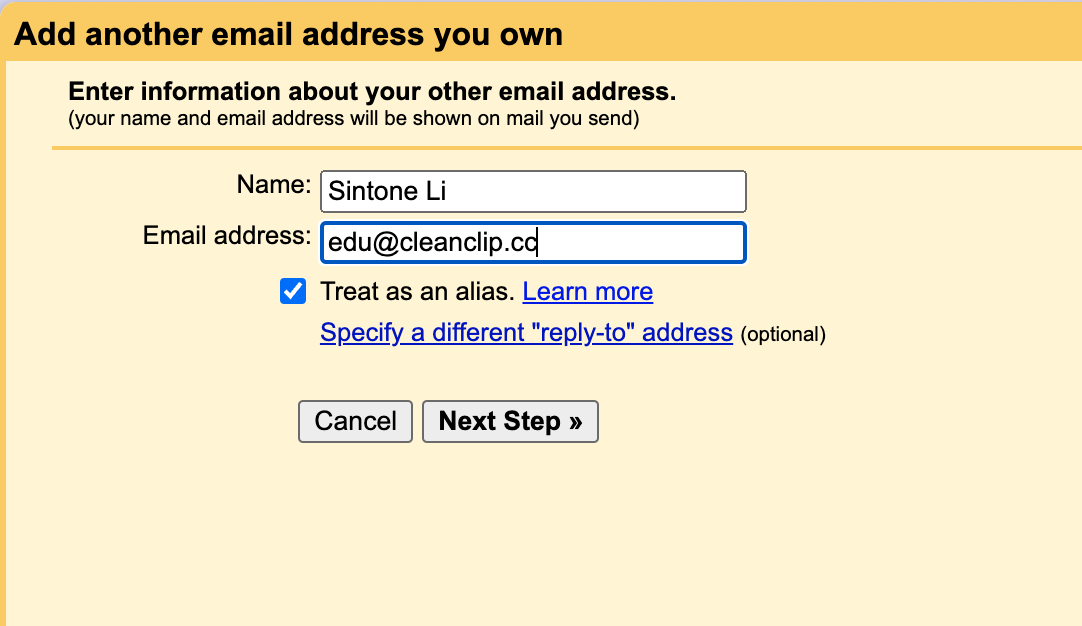 Add another email address you own
Enter information about your other email address.
(your name and email address will be shown on mail you send)
Name: Sintone Li
Email address: edu@cleanclip.cc
Treat as an alias. Learn more
Specify a different "reply-to" address (optional)
Cancel Next Step »